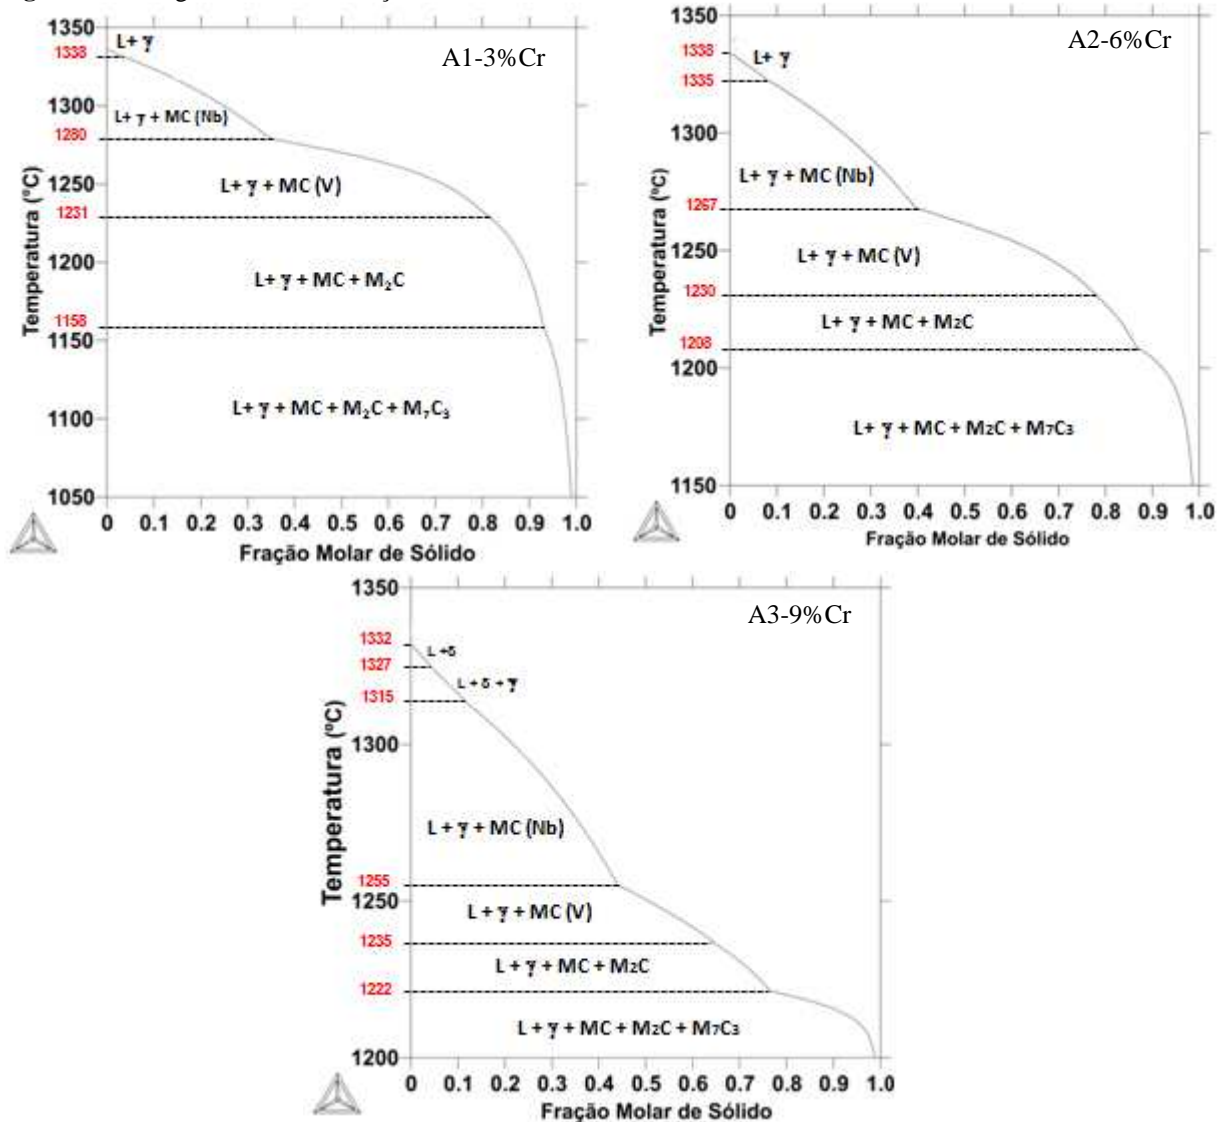 1350
L+ γ
1338
A1-3%Cr
1300
L+ γ + MC (Nb)
1280
L+ γ + MC (V)
1250
1231
1200
L+ γ + MC + M₂C
1158
1150
L+ γ + MC + M₂C + M₇C₃
1100
1050
0 0.1 0.2 0.3 0.4 0.5 0.6 0.7 0.8 0.9 1.0
Temperatura (°C)
Fração Molar de Sólido
1350
A2-6%Cr
1338
L+ γ
1335
1300
L+ γ + MC (Nb)
1267
1250
L+ γ + MC (V)
1230
L+ γ + MC + M2C
1208
1200
L+ γ + MC + M2C + M7C3
1150
0 0.1 0.2 0.3 0.4 0.5 0.6 0.7 0.8 0.9 1.0
Temperatura (°C)
Fração Molar de Sólido
1350
A3-9%Cr
1332
L +δ
1327
L + δ + γ
1315
1300
L + γ + MC (Nb)
1255
1250
L + γ + MC (V)
1235
L + γ + MC + M2C
1222
L + γ + MC + M2C + M7C3
1200
0 0.1 0.2 0.3 0.4 0.5 0.6 0.7 0.8 0.9 1.0
Temperatura (ºC)
Fração Molar de Sólido